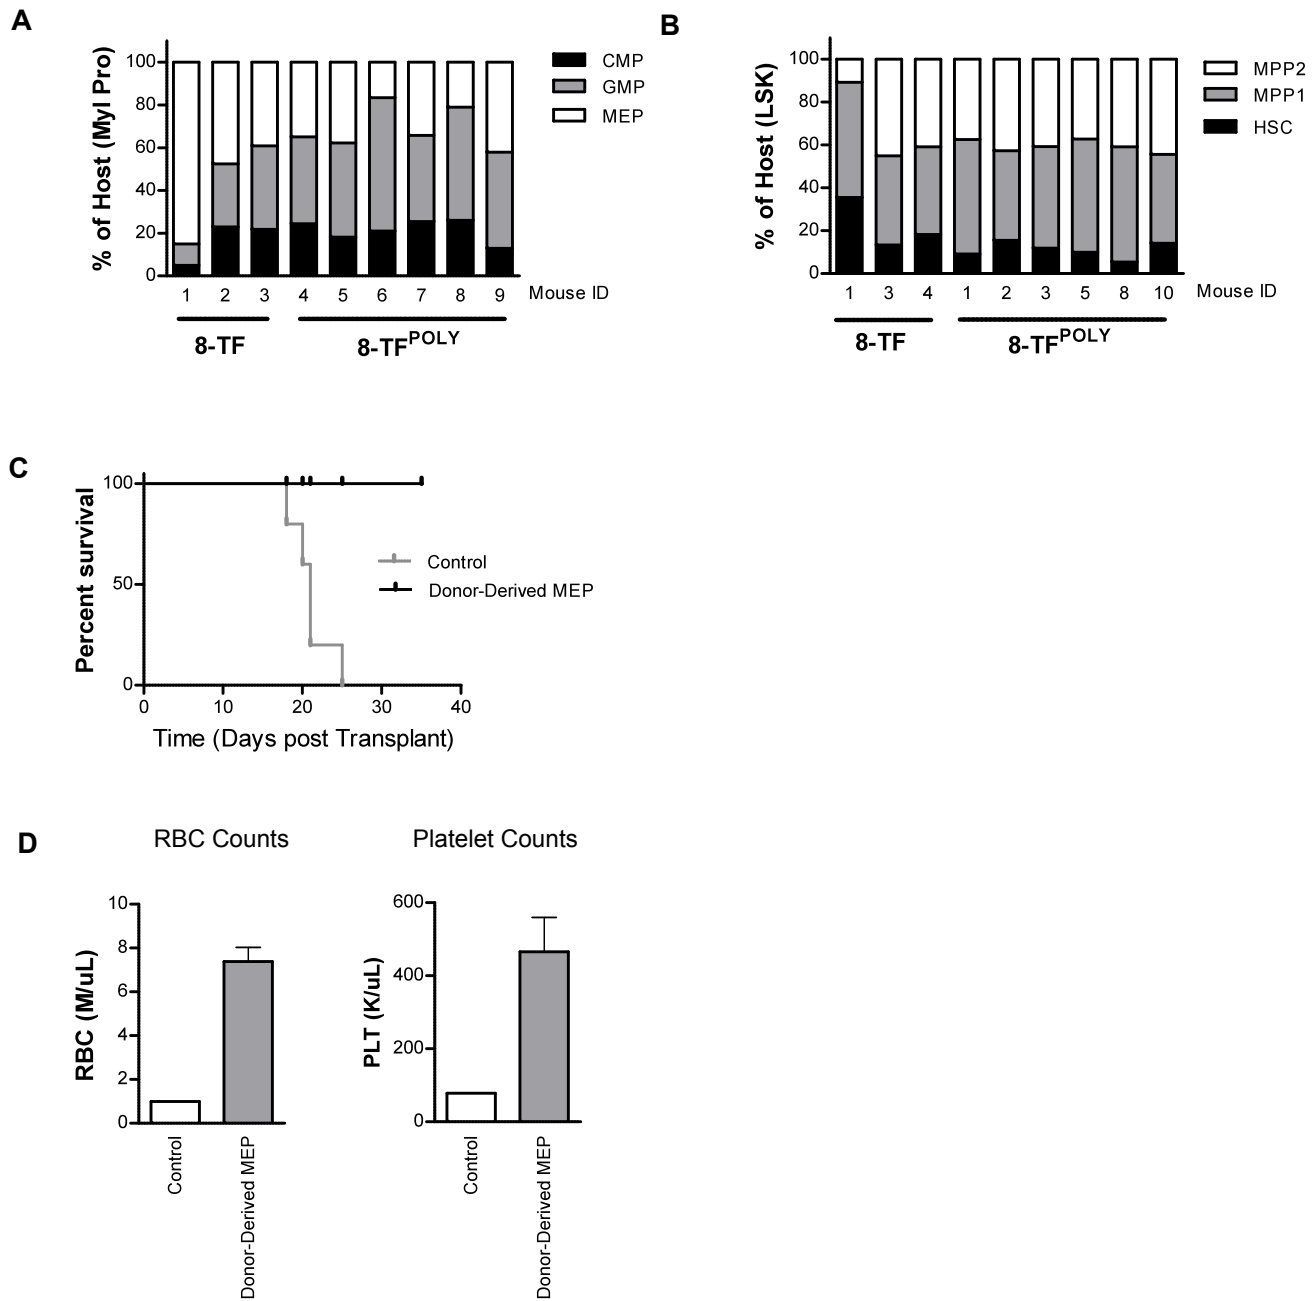 A
% of Host (Myl Pro)
100
80
60
40
20
0
1 2 3 4 5 6 7 8 9 Mouse ID
8-TF 8-TFPOLY
CMP
GMP
MEP
B
% of Host (LSK)
100
80
60
40
20
0
1 3 4 1 2 3 5 8 10 Mouse ID
8-TF 8-TFPOLY
MPP2
MPP1
HSC
C
Percent survival
100
50
0
0 10 20 30 40
Time (Days post Transplant)
Control
Donor-Derived MEP
D
RBC Counts
RBC (M/uL)
10
8
6
4
2
0
Control
Donor-Derived MEP
Platelet Counts
PLT (K/uL)
600
400
200
0
Control
Donor-Derived MEP